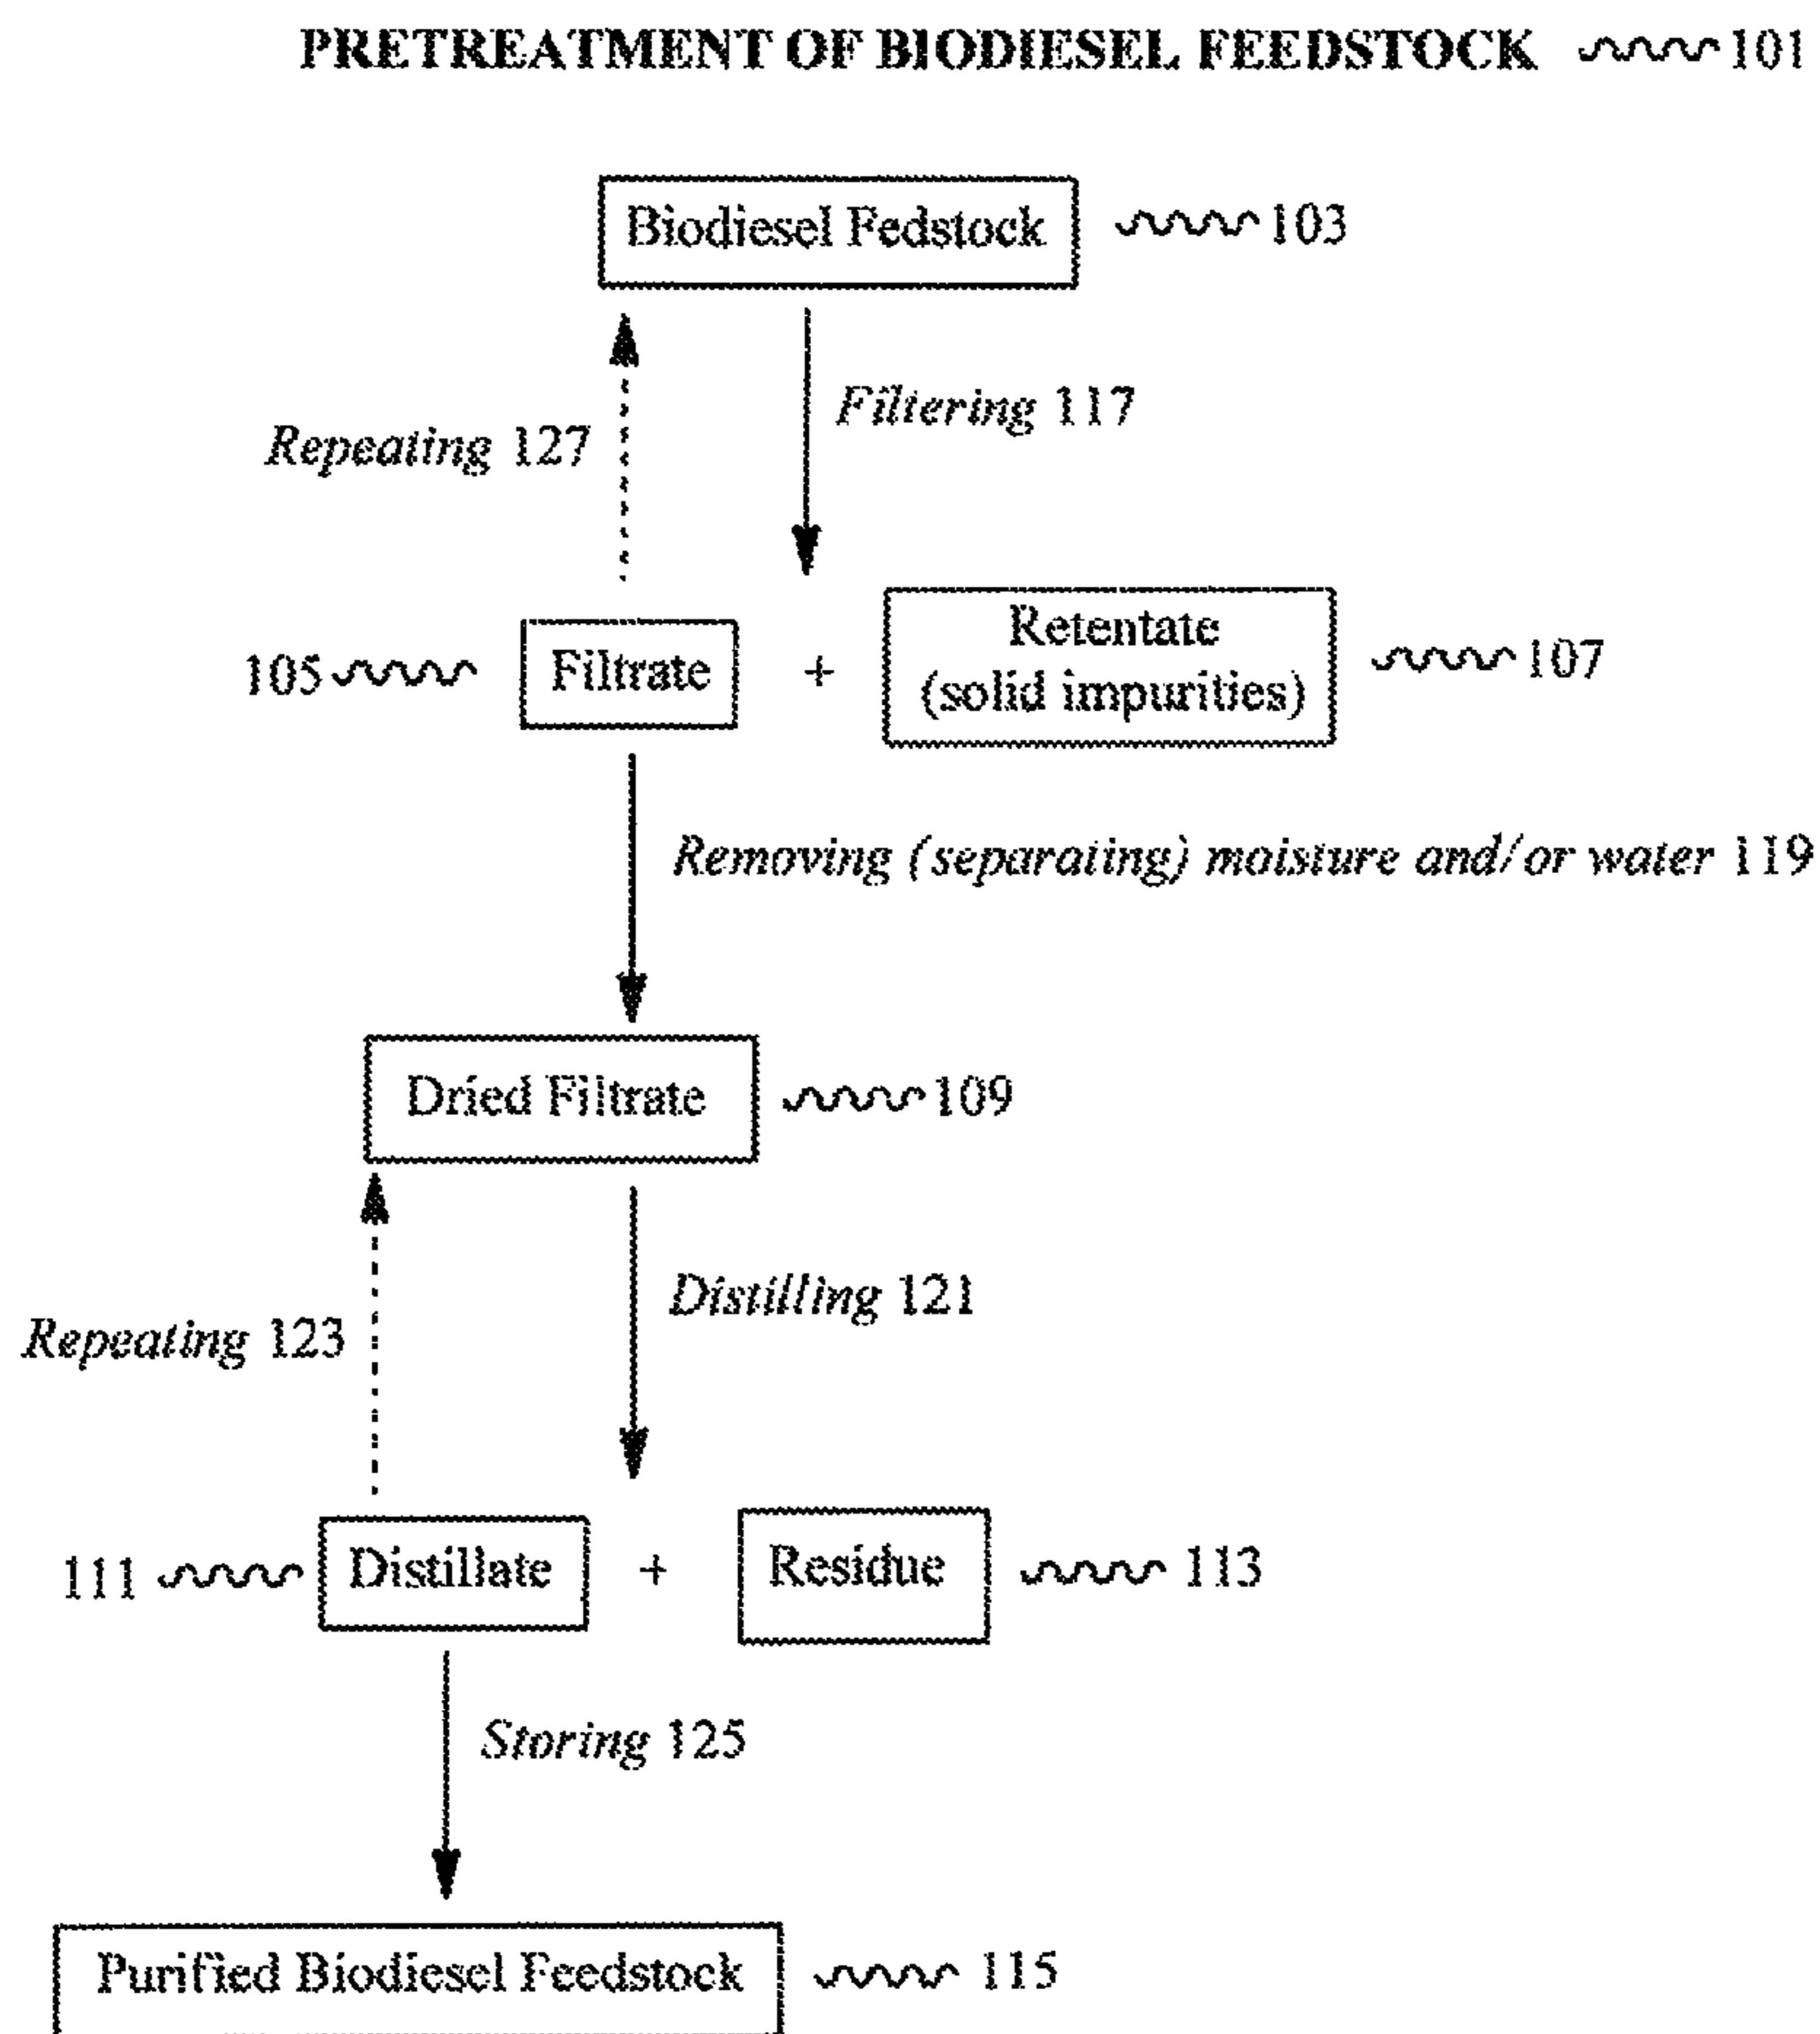 PRETREATMENT OF BIODIESEL FEEDSTOCK 101
Biodiesel Fedstock 103
Filtering 117
Repeating 127
105 Filtrate + Retentate
(solid impurities) 107
Removing (separating) moisture and/or water 119
Dried Filtrate 109
Distilling 121
Repeating 123
111 Distillate + Residue 113
Storing 125
Purified Biodiesel Feedstock 115